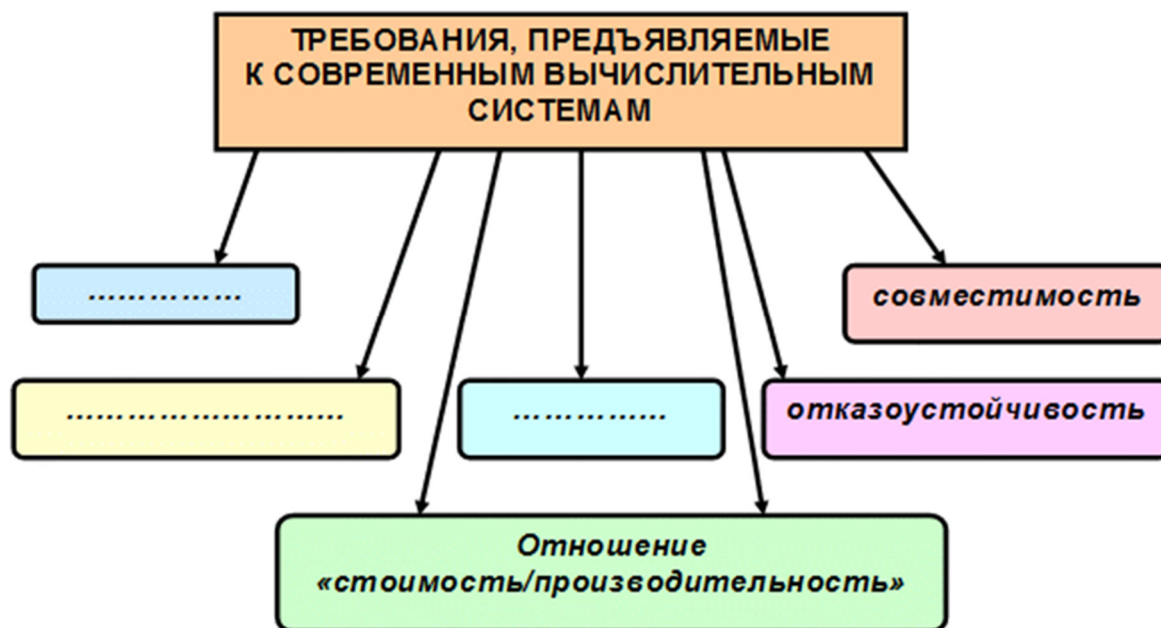 ТРЕБОВАНИЯ, ПРЕДЪЯВЛЯЕМЫЕ
К СОВРЕМЕННЫМ ВЫЧИСЛИТЕЛЬНЫМ
СИСТЕМАМ
……………
совместимость
………………………
……………
отказоустойчивость
Отношение
«стоимость/производительность»